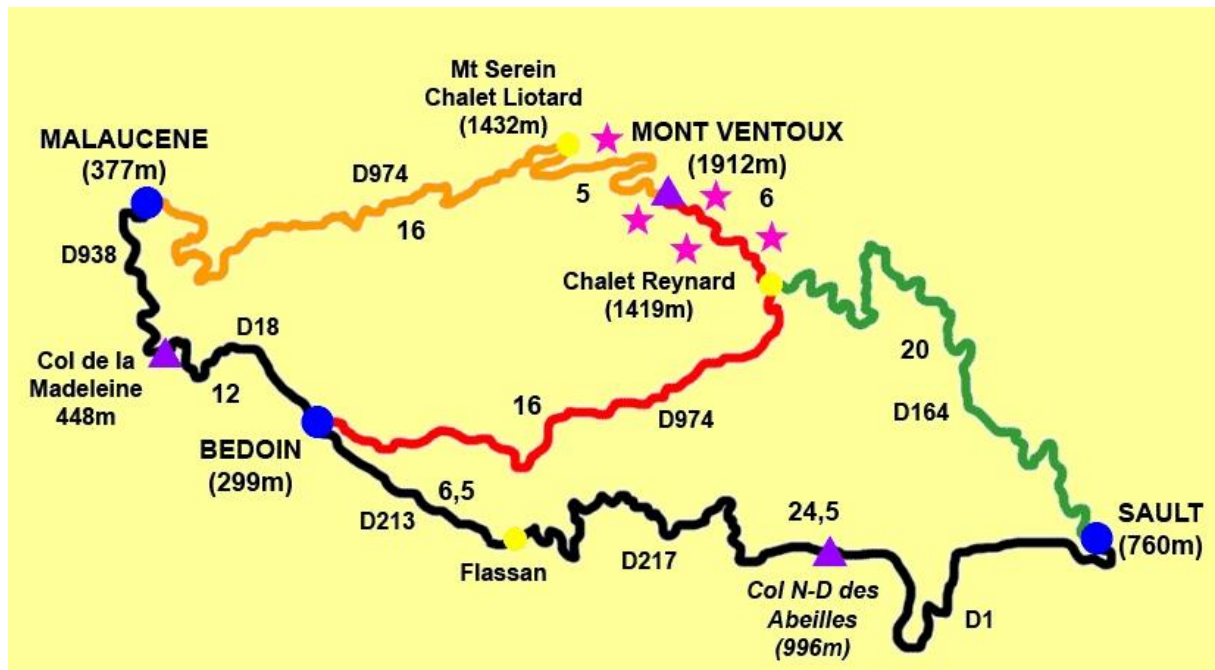 Mt Serein
Chalet Liotard
(1432m)
MALAUCENE
(377m)
MONT VENTOUX
(1912m)
D974
5
6
16
D938
Chalet Reynard
(1419m)
D18
Col de la
Madeleine
448m
12
20
D164
16
D974
BEDOIN
(299m)
6,5
D213
24,5
SAULT
(760m)
Flassan
D217
Col N-D des
Abeilles
(996m)
D1